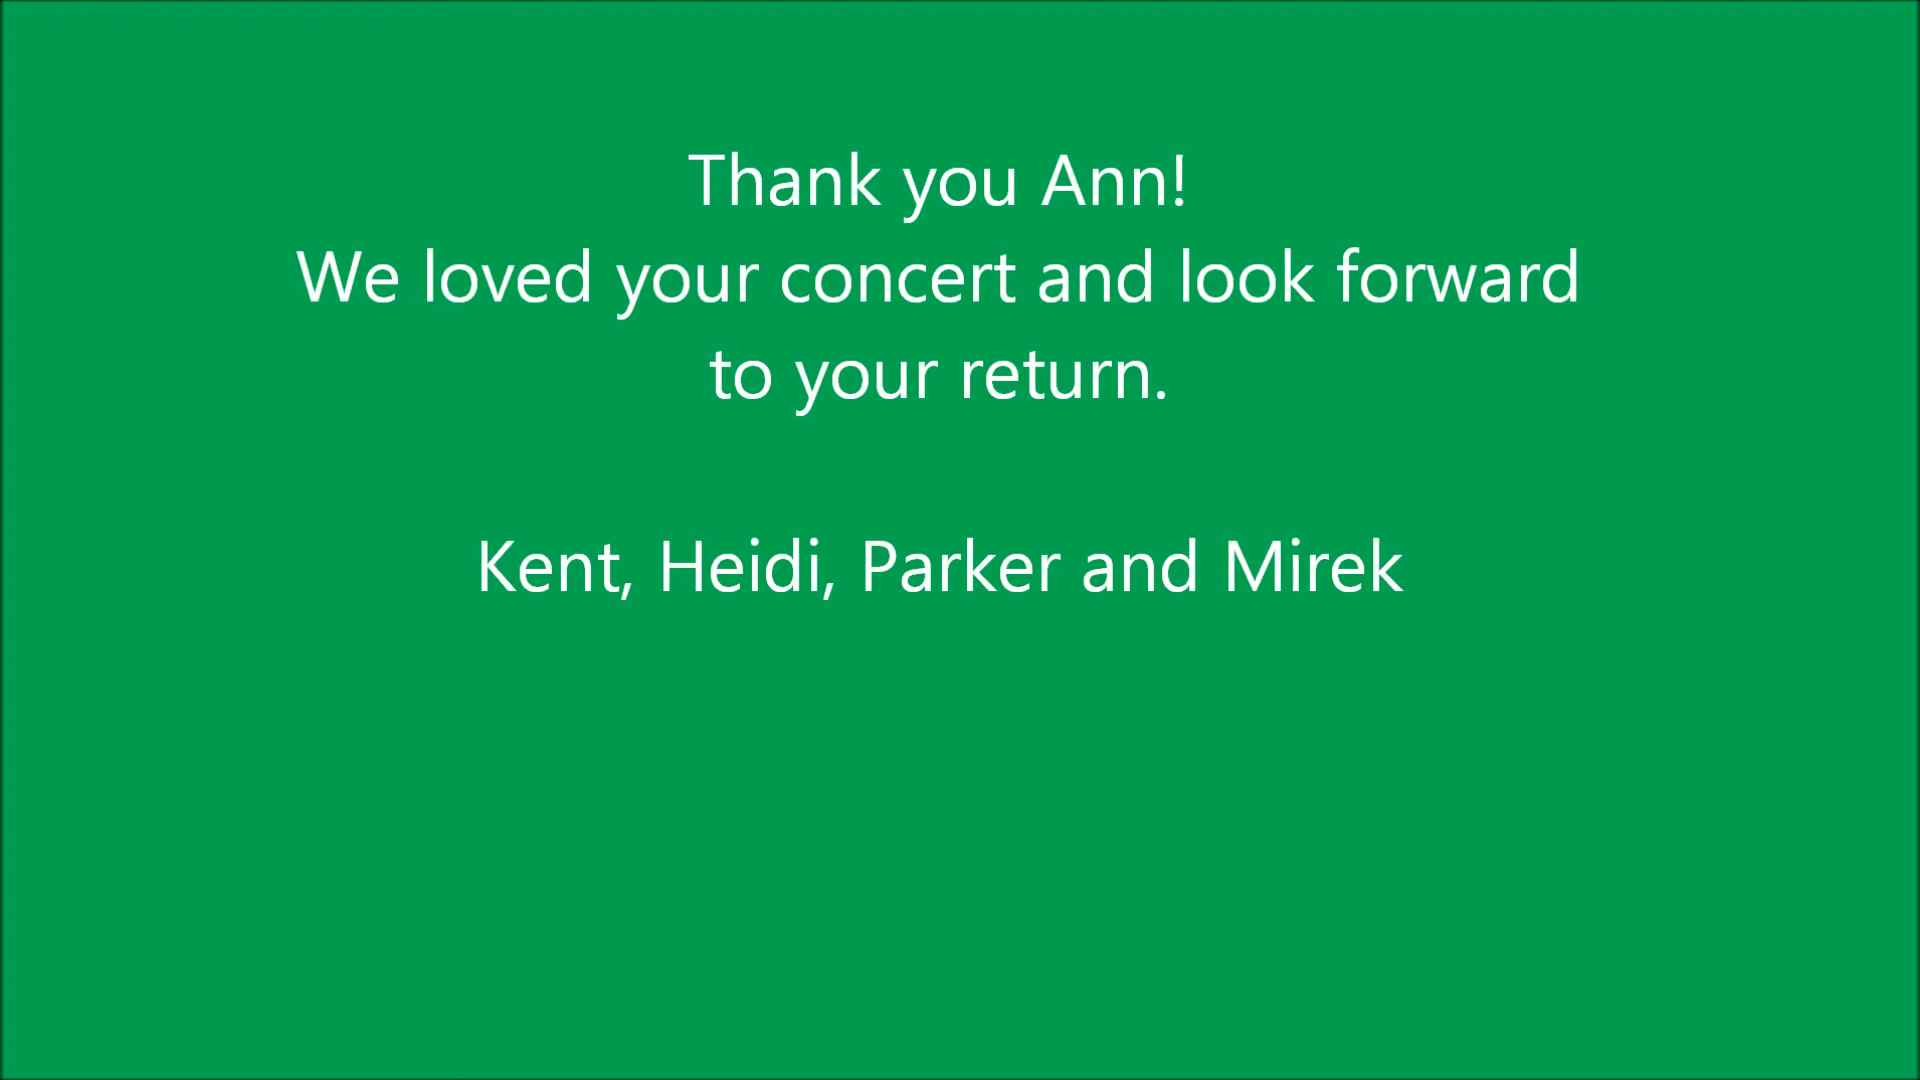 Thank you Ann!
We loved your concert and look forward
to your return.
Kent, Heidi, Parker and Mirek